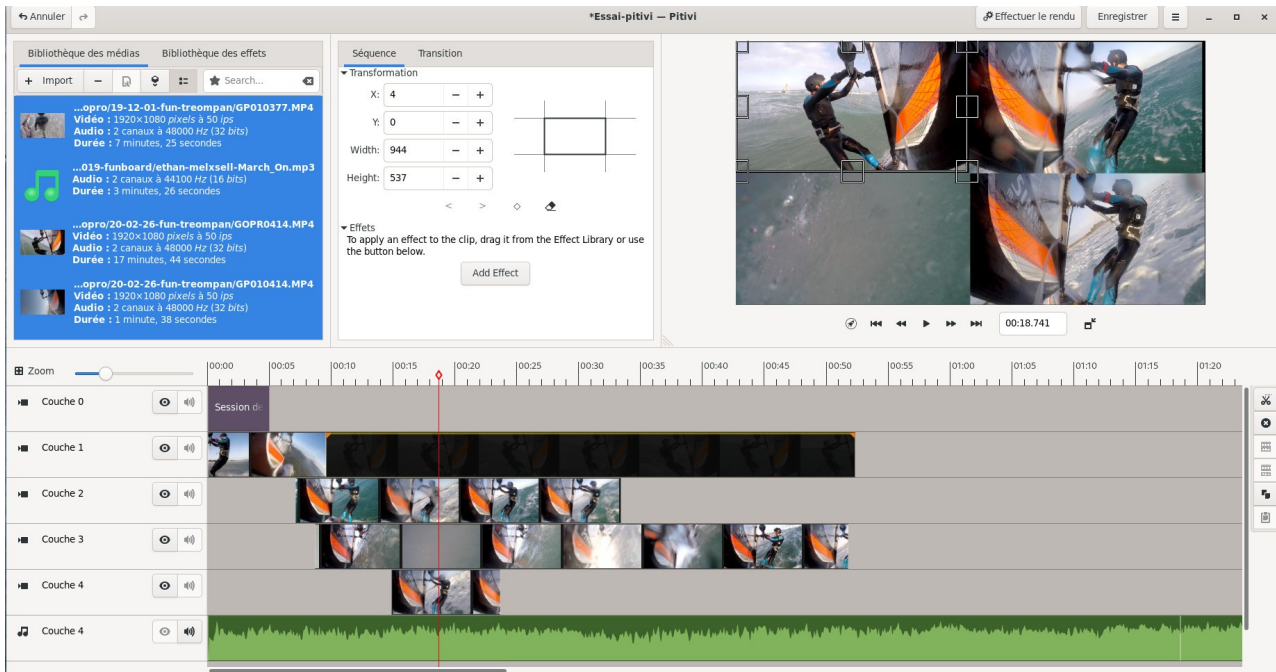 Annuler
*Essai-pitivi — Pitivi
Effectuer le rendu
Enregistrer
Bibliothèque des médias
Bibliothèque des effets
Import
Search...
...opro/19-12-01-fun-treompan/GP010377.MP4
Vidéo : 1920×1080 pixels à 50 ips
Audio : 2 canaux à 48000 Hz (32 bits)
Durée : 7 minutes, 25 secondes
...019-funboard/ethan-meixsell-March_On.mp3
Audio : 2 canaux à 44100 Hz (16 bits)
Durée : 3 minutes, 26 secondes
...opro/20-02-26-fun-treompan/GOPR0414.MP4
Vidéo : 1920×1080 pixels à 50 ips
Audio : 2 canaux à 48000 Hz (32 bits)
Durée : 17 minutes, 44 secondes
...opro/20-02-26-fun-treompan/GP010414.MP4
Vidéo : 1920×1080 pixels à 50 ips
Audio : 2 canaux à 48000 Hz (32 bits)
Durée : 1 minute, 38 secondes
Séquence
Transition
Transformation
X: 4
Y: 0
Width: 944
Height: 537
Effets
To apply an effect to the clip, drag it from the Effect Library or use
the button below.
Add Effect
00:18.741
Zoom
00:00 00:05 00:10 00:15 00:20 00:25 00:30 00:35 00:40 00:45 00:50 00:55 01:00 01:05 01:10 01:15 01:20
Couche 0
Session de
Couche 1
Couche 2
Couche 3
Couche 4
Couche 4